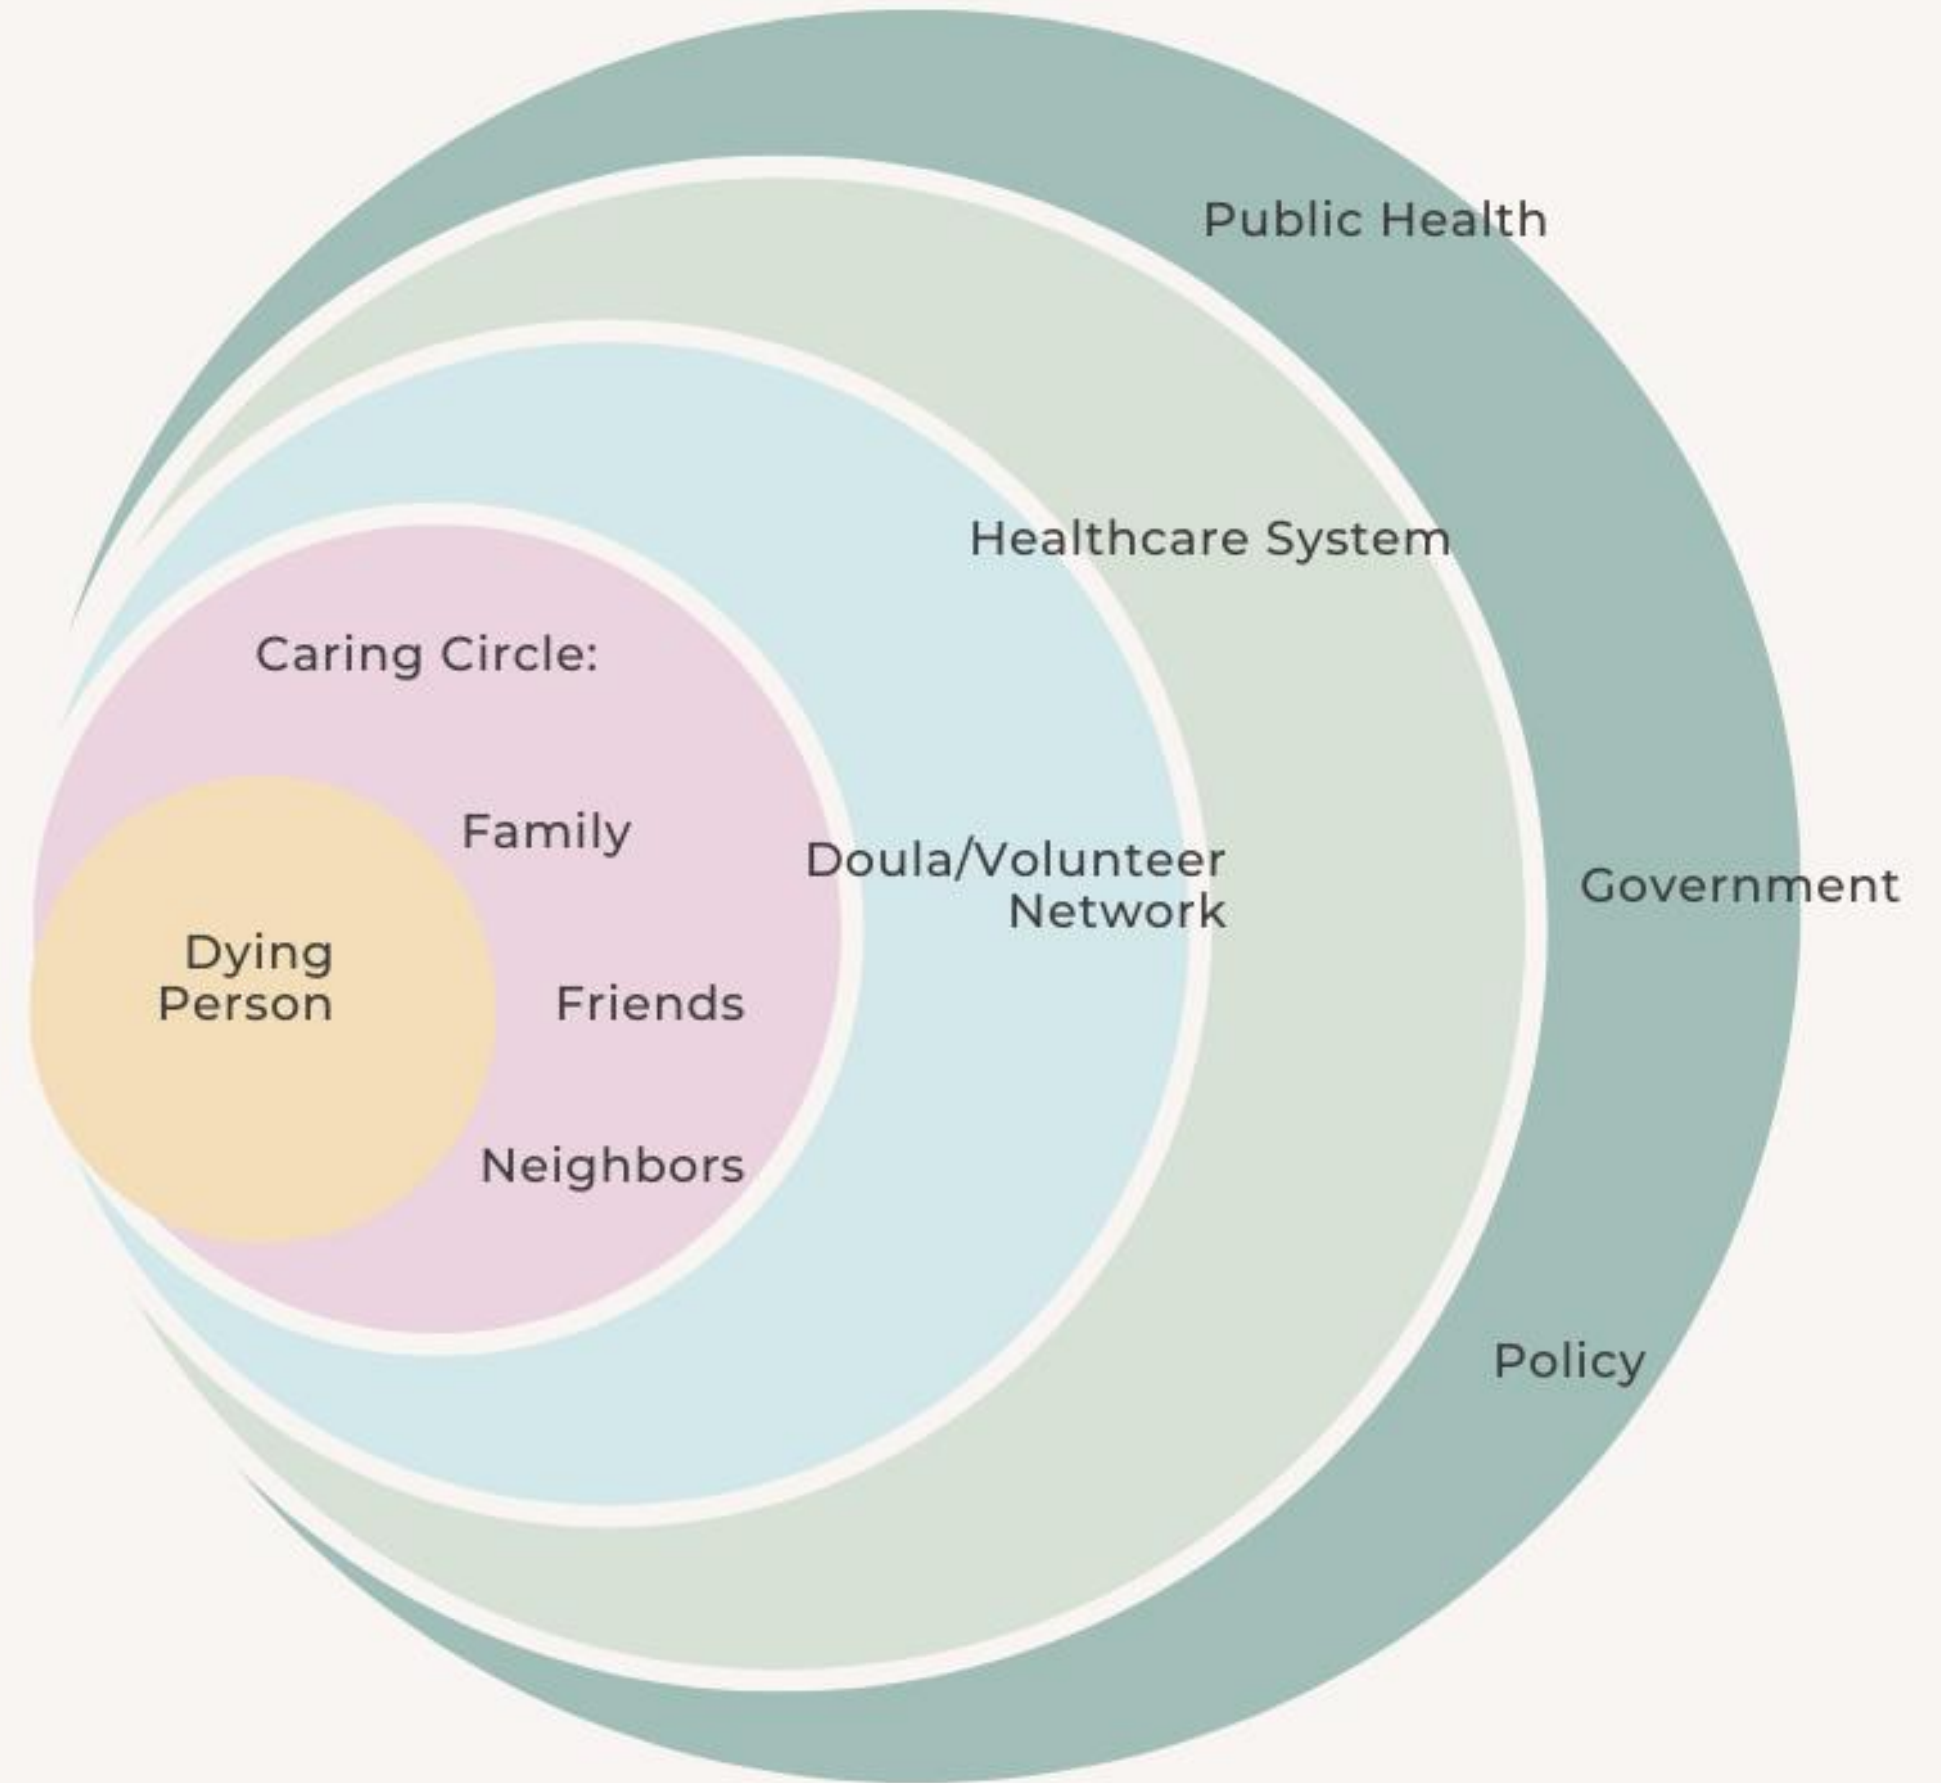 Public Health
Healthcare System
Caring Circle:
Family
Doula/Volunteer
Network
Government
Dying
Person
Friends
Neighbors
Policy